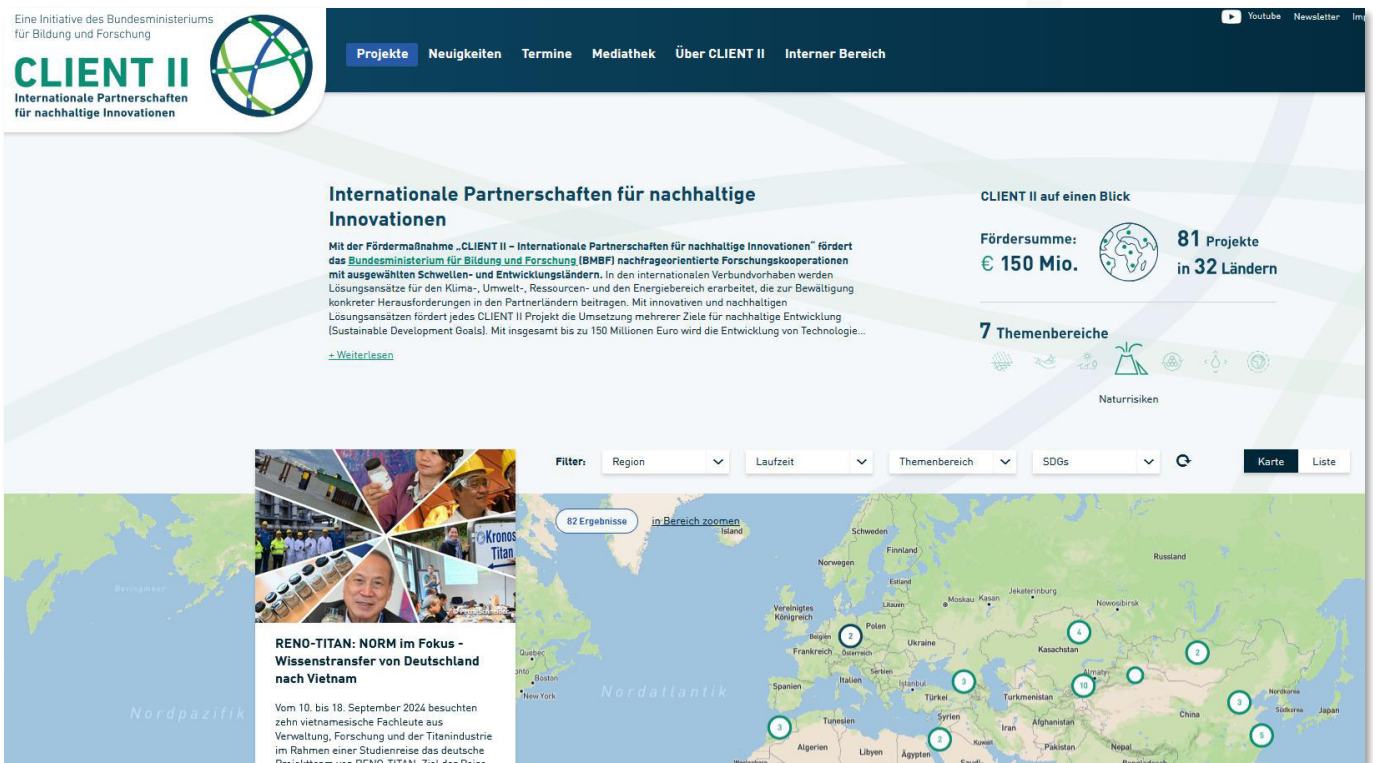 Eine Initiative des Bundesministeriums
für Bildung und Forschung
CLIENT II
Internationale Partnerschaften
für nachhaltige Innovationen
Youtube Newsletter
Projekte Neuigkeiten Termine Mediathek Über CLIENT II Interner Bereich
Internationale Partnerschaften für nachhaltige
Innovationen
Mit der Fördermaßnahme „CLIENT II – Internationale Partnerschaften für nachhaltige Innovationen“ fördert
das Bundesministerium für Bildung und Forschung (BMBF) nachfrageorientierte Forschungskooperationen
mit ausgewählten Schwellen- und Entwicklungsländern. In den internationalen Verbundvorhaben werden
Lösungsansätze für den Klima-, Umwelt-, Ressourcen- und den Energiebereich erarbeitet, die zur Bewältigung
konkreter Herausforderungen in den Partnerländern beitragen. Mit innovativen und nachhaltigen
Lösungsansätzen fördert jedes CLIENT II Projekt die Umsetzung mehrerer Ziele für nachhaltige Entwicklung
(Sustainable Development Goals). Mit insgesamt bis zu 150 Millionen Euro wird die Entwicklung von Technologie...
+ Weiterlesen
CLIENT II auf einen Blick
Fördersumme:
€ 150 Mio.
81 Projekte
in 32 Ländern
7 Themenbereiche
Naturrisiken
Filter: Region Laufzeit Themenbereich SDGs Karte Liste
82 Ergebnisse in Bereich zoomen
Kronos
Titan
RENO-TITAN: NORM im Fokus -
Wissenstransfer von Deutschland
nach Vietnam
Vom 10. bis 18. September 2024 besuchten
zehn vietnamesische Fachleute aus
Verwaltung, Forschung und der Titanindustrie
im Rahmen einer Studienreise das deutsche
Projektteam von RENO-TITAN. Ziel der Reise
Beringmeer
Nordpazifik
Island
Schweden
Finnland
Norwegen
Russland
Estland
Litauen
Moskau Kasan Jekaterinburg
Nowosibirsk
Vereinigtes
Königreich
Belgien 2 Polen
Ukraine
4
Kasachstan
2
Quebec
Frankreich Österreich
Serbien
Boston
New York
Nordatlantik
Spanien
Italien
Istanbul
3
Türkei
Turkmenistan
Almaty
10
3
Nordkorea
Südkorea Japan
China
3
Tunesien
Syrien
Iran
Afghanistan
5
Algerien
Libyen
Ägypten
2
Kuwait
Pakistan
Nepal